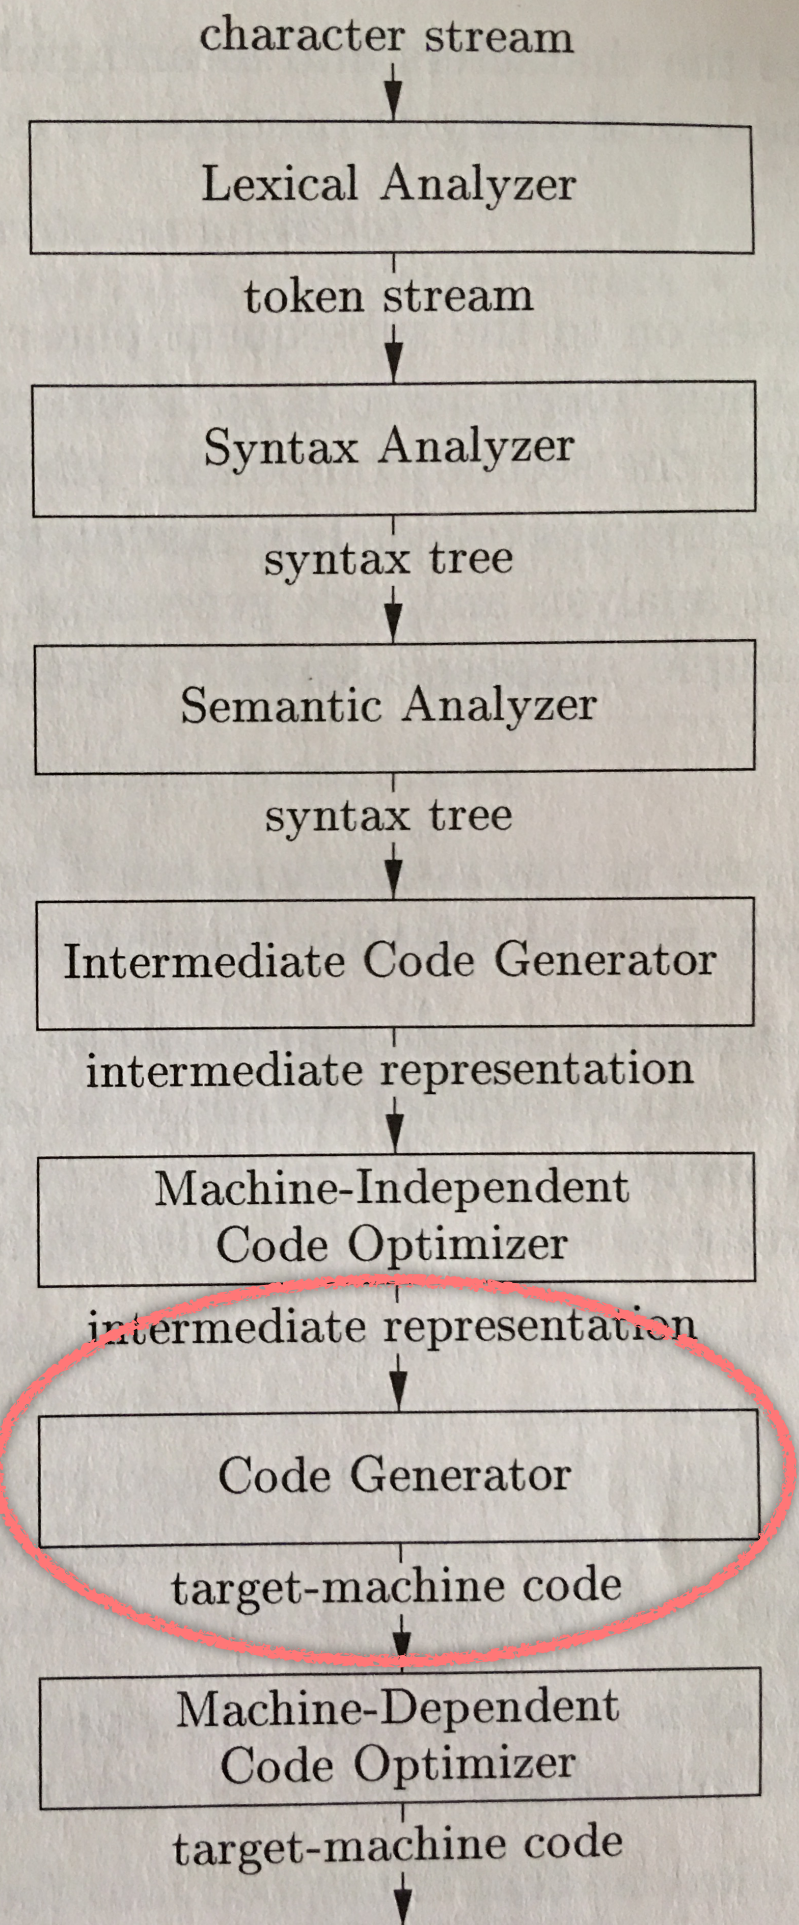 character stream
Lexical Analyzer
token stream
Syntax Analyzer
syntax tree
Semantic Analyzer
syntax tree
Intermediate Code Generator
intermediate representation
Machine-Independent
Code Optimizer
intermediate representation
Code Generator
target-machine code
Machine-Dependent
Code Optimizer
target-machine code